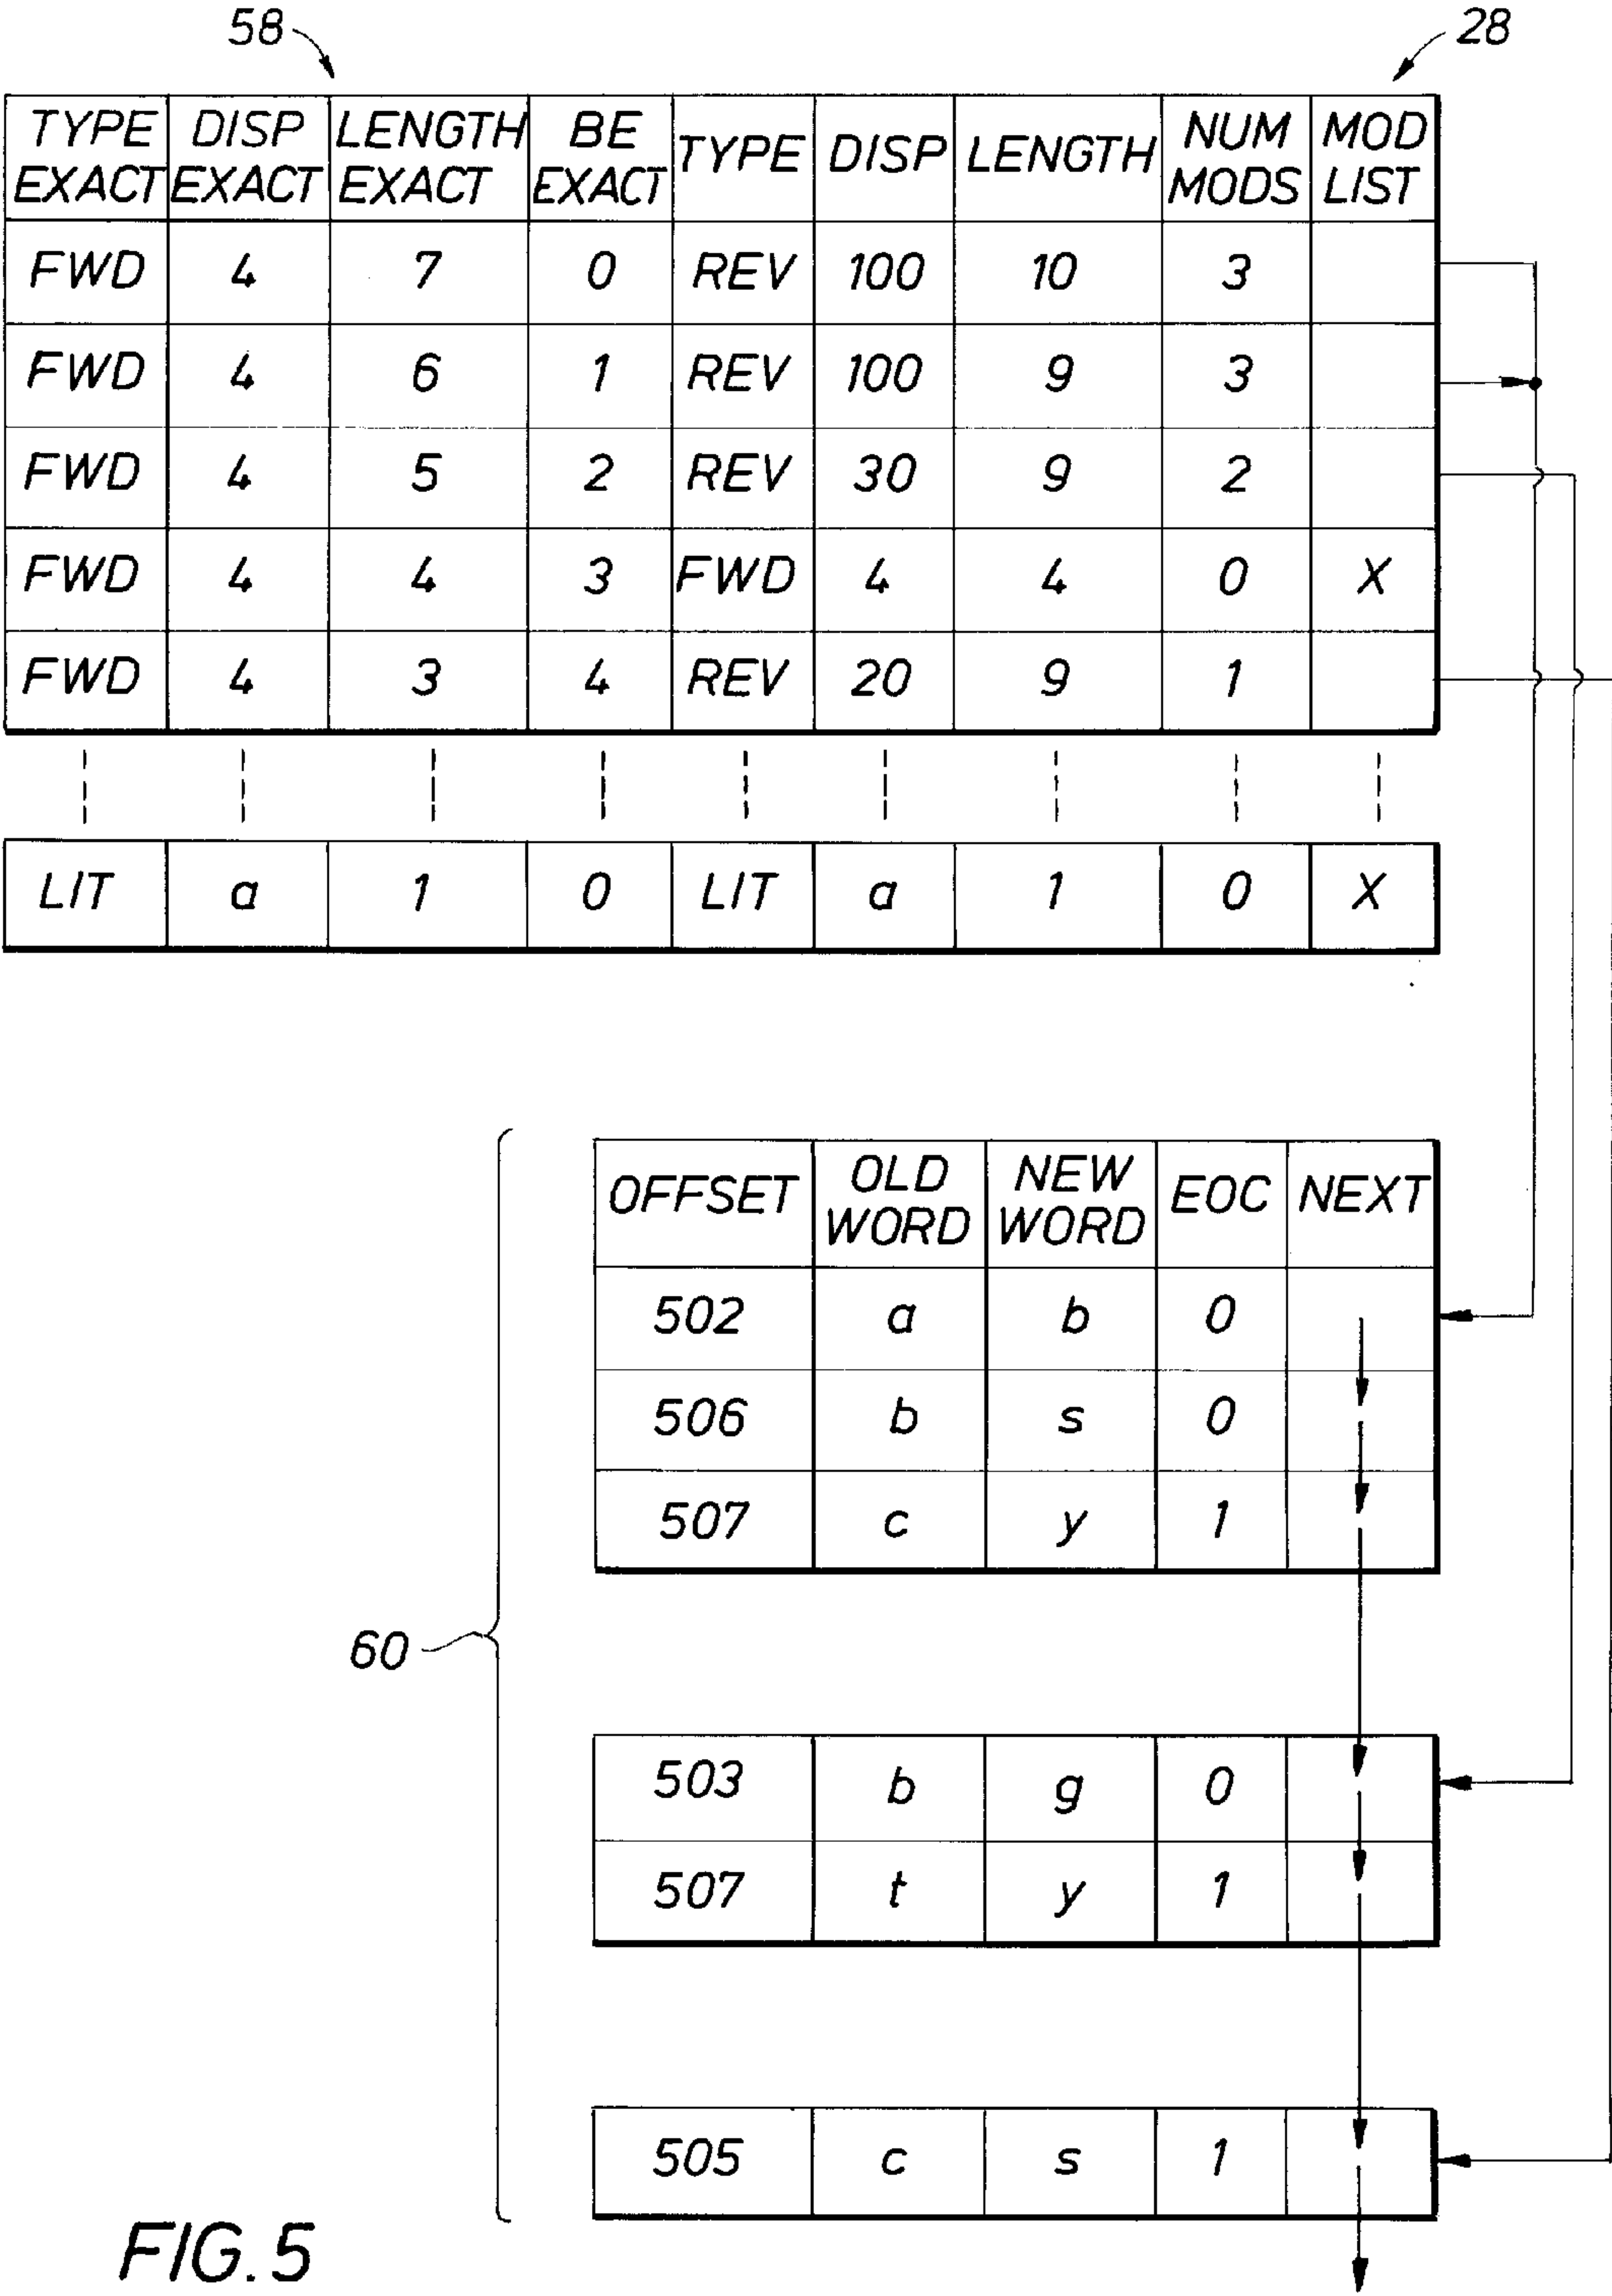 58 28
TYPE EXACT DISP EXACT LENGTH EXACT BE EXACT TYPE DISP LENGTH NUM MODS MOD LIST
FWD 4 7 0 REV 100 10 3
FWD 4 6 1 REV 100 9 3
FWD 4 5 2 REV 30 9 2
FWD 4 4 3 FWD 4 4 0 X
FWD 4 3 4 REV 20 9 1
LIT a 1 0 LIT a 1 0 X
OFFSET OLD WORD NEW WORD EOC NEXT
502 a b 0
506 b s 0
507 c y 1
60
503 b g 0
507 t y 1
505 c s 1
FIG. 5